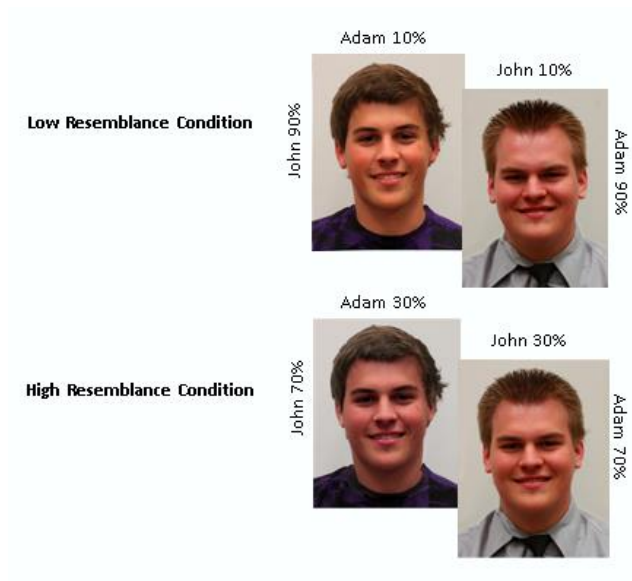 Adam 10%
John 10%
Low Resemblance Condition
John 90%
Adam 90%
Adam 30%
John 30%
High Resemblance Condition
John 70%
Adam 70%